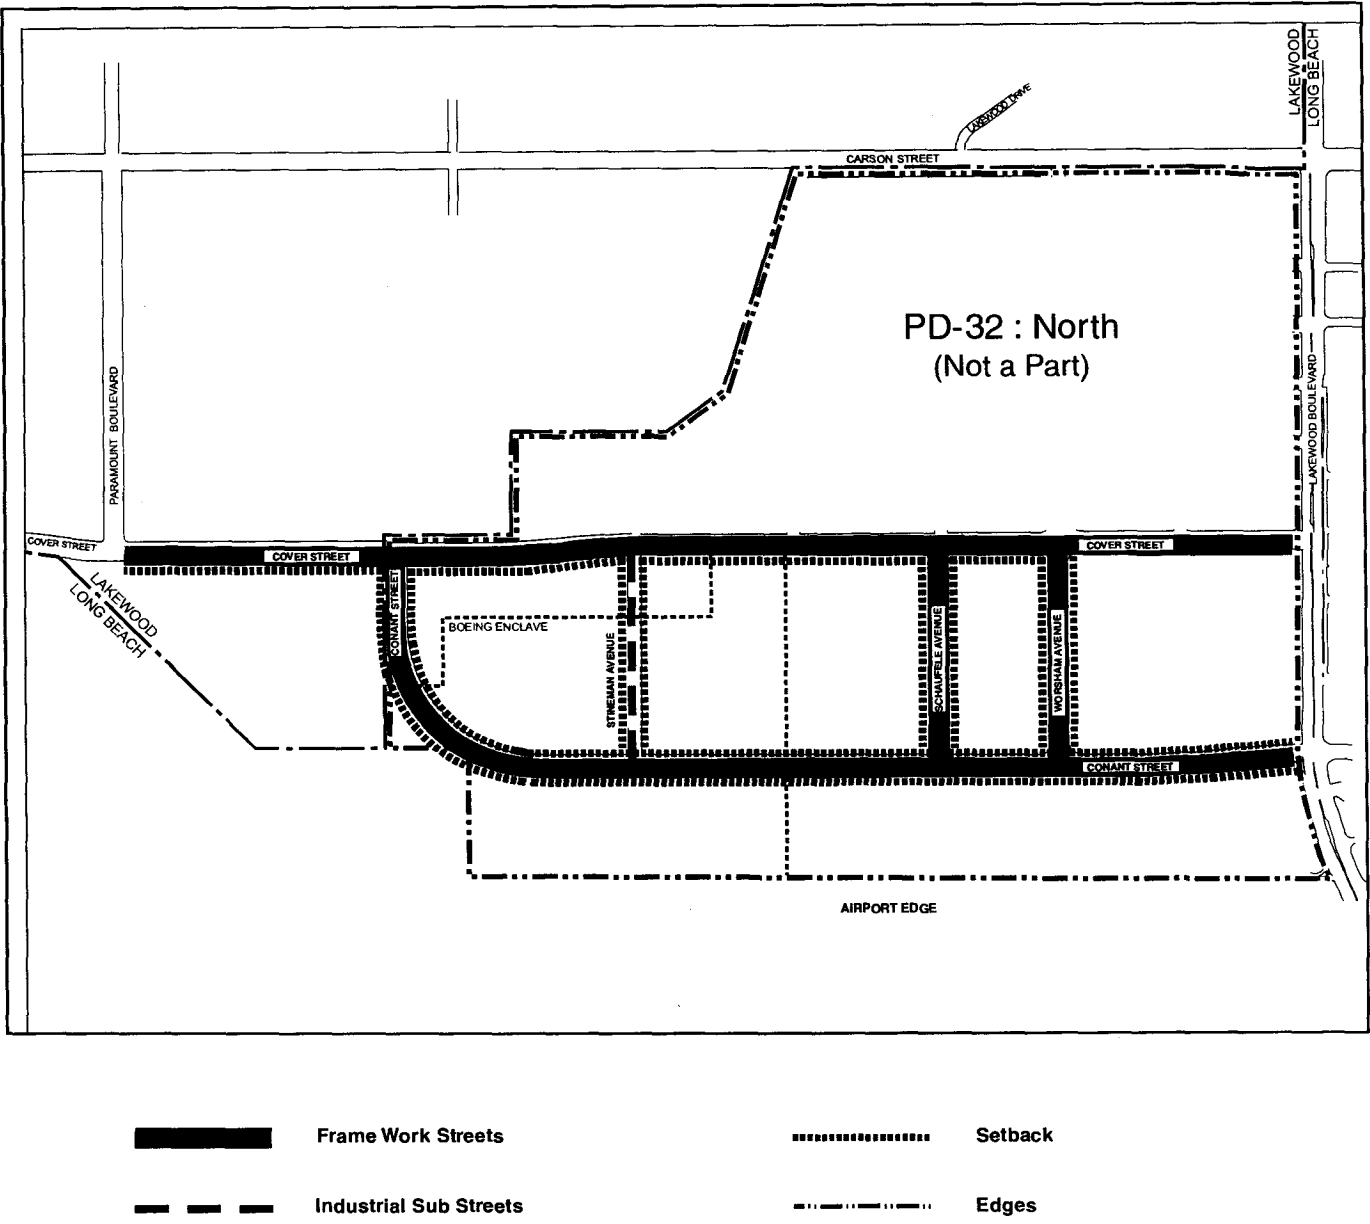 LAKEWOOD
LONG BEACH
LAKEWOOD DRIVE
CARSON STREET
PD-32 : North
(Not a Part)
PARAMOUNT BOULEVARD
LAKEWOOD BOULEVARD
COVER STREET
COVER STREET
COVER STREET
LAKEWOOD
LONG BEACH
CONANT STREET
BOEING ENCLAVE
STINEMAN AVENUE
SCHAUFELE AVENUE
WORSHAM AVENUE
CONANT STREET
AIRPORT EDGE
Frame Work Streets
Setback
Industrial Sub Streets
Edges